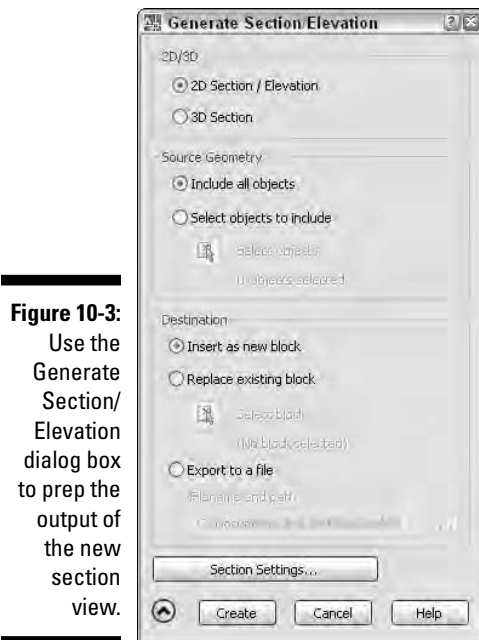 Generate Section/Elevation
2D/3D
2D Section / Elevation
3D Section
Source Geometry
Include all objects
Select objects to include
Select objects
0 objects selected
Destination
Insert as new block
Replace existing block
Select block
(No block selected)
Export to a file
Filename and path
Section Settings...
Create
Cancel
Help
Figure 10-3:
Use the
Generate
Section/
Elevation
dialog box
to prep the
output of
the new
section
view.